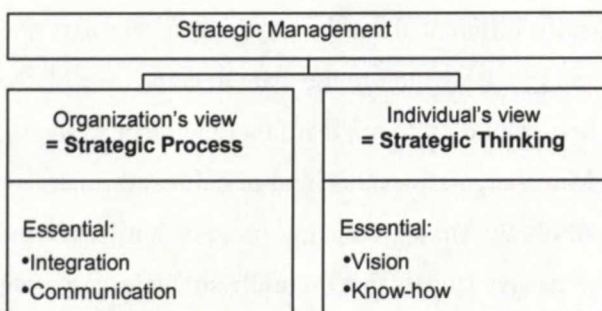 Strategic Management
Organization's view
= Strategic Process
Essential:
•Integration
•Communication
Individual's view
= Strategic Thinking
Essential:
•Vision
•Know-how